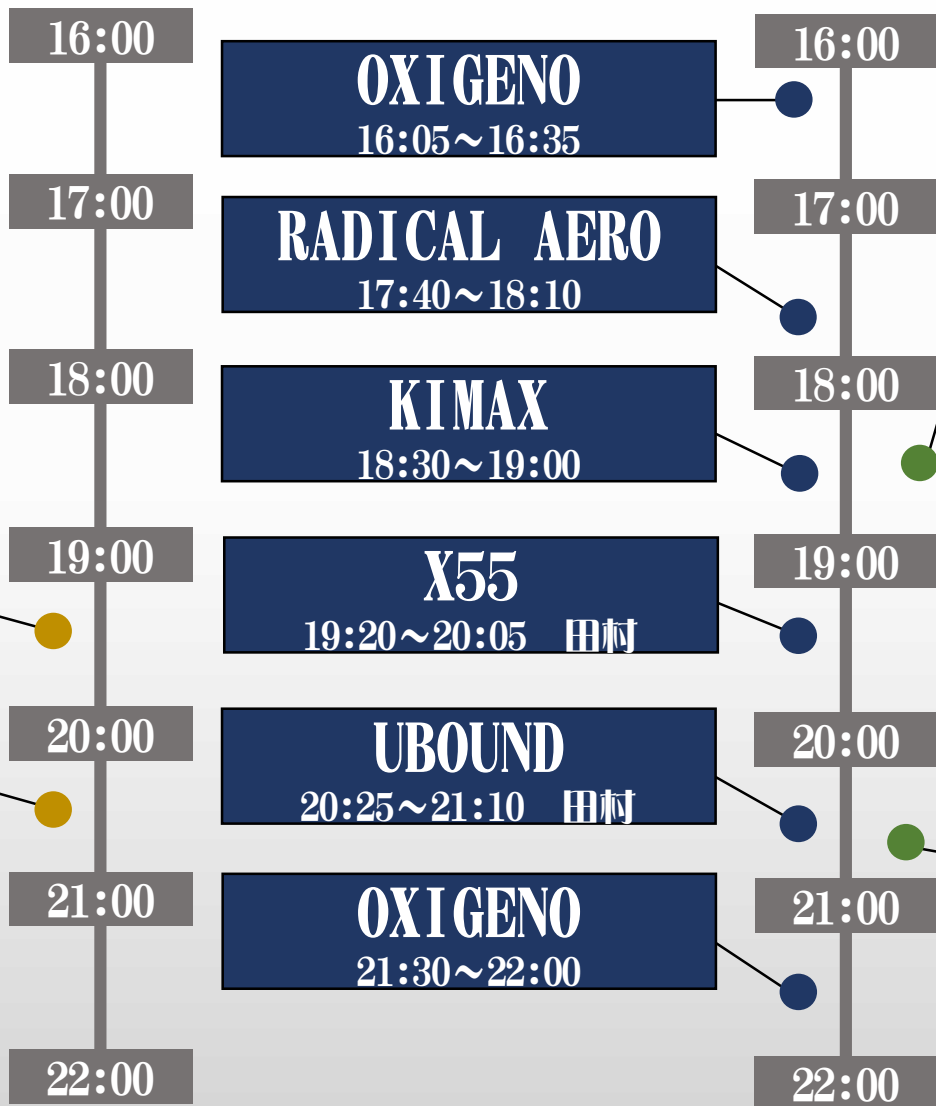 16:00
17:00
18:00
19:00
20:00
21:00
22:00
OXIGENO
16:05～16:35
RADICAL AERO
17:40～18:10
KIMAX
18:30～19:00
X55
19:20～20:05　田村
UBOUND
20:25～21:10　田村
OXIGENO
21:30～22:00
16:00
17:00
18:00
19:00
20:00
21:00
22:00